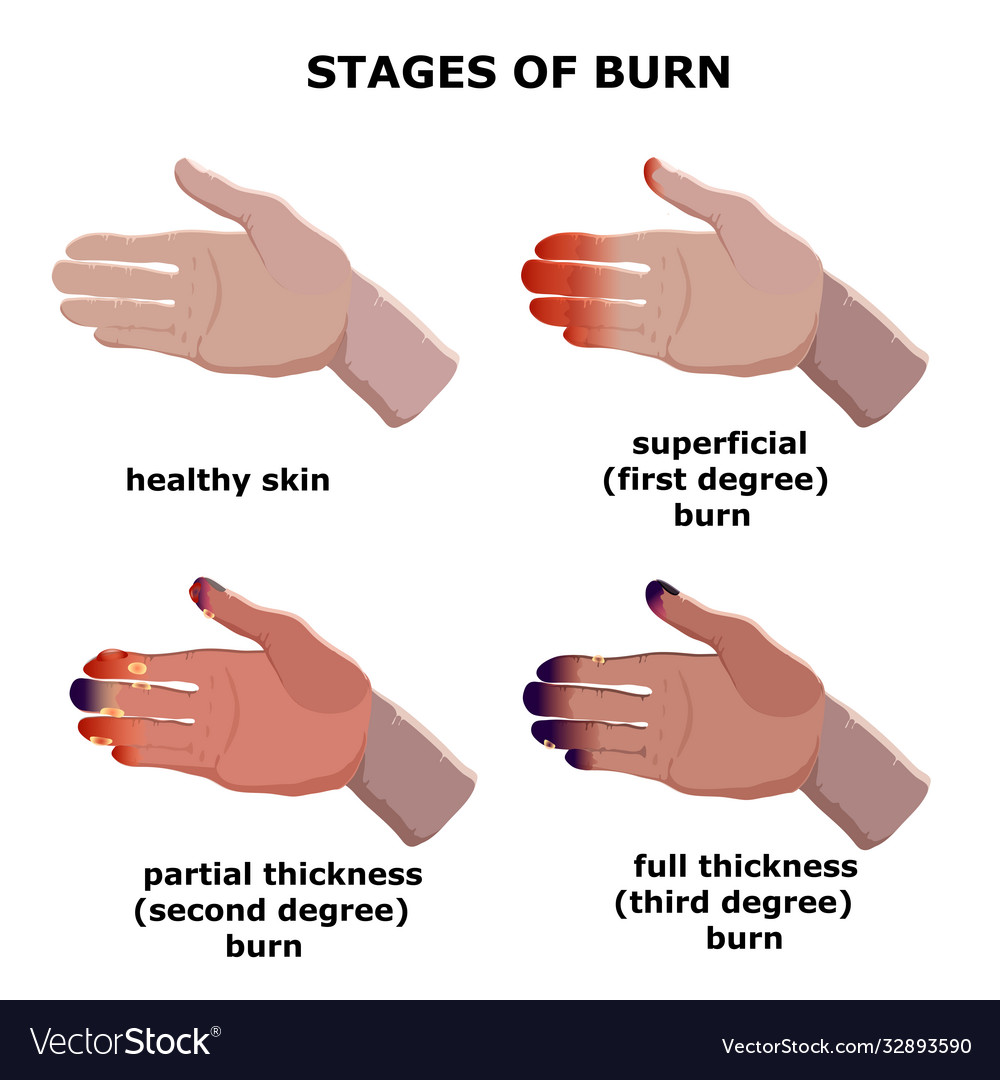 STAGES OF BURN
healthy skin
superficial
(first degree)
burn
partial thickness
(second degree)
burn
full thickness
(third degree)
burn
VectorStock®
VectorStock.com/32893590